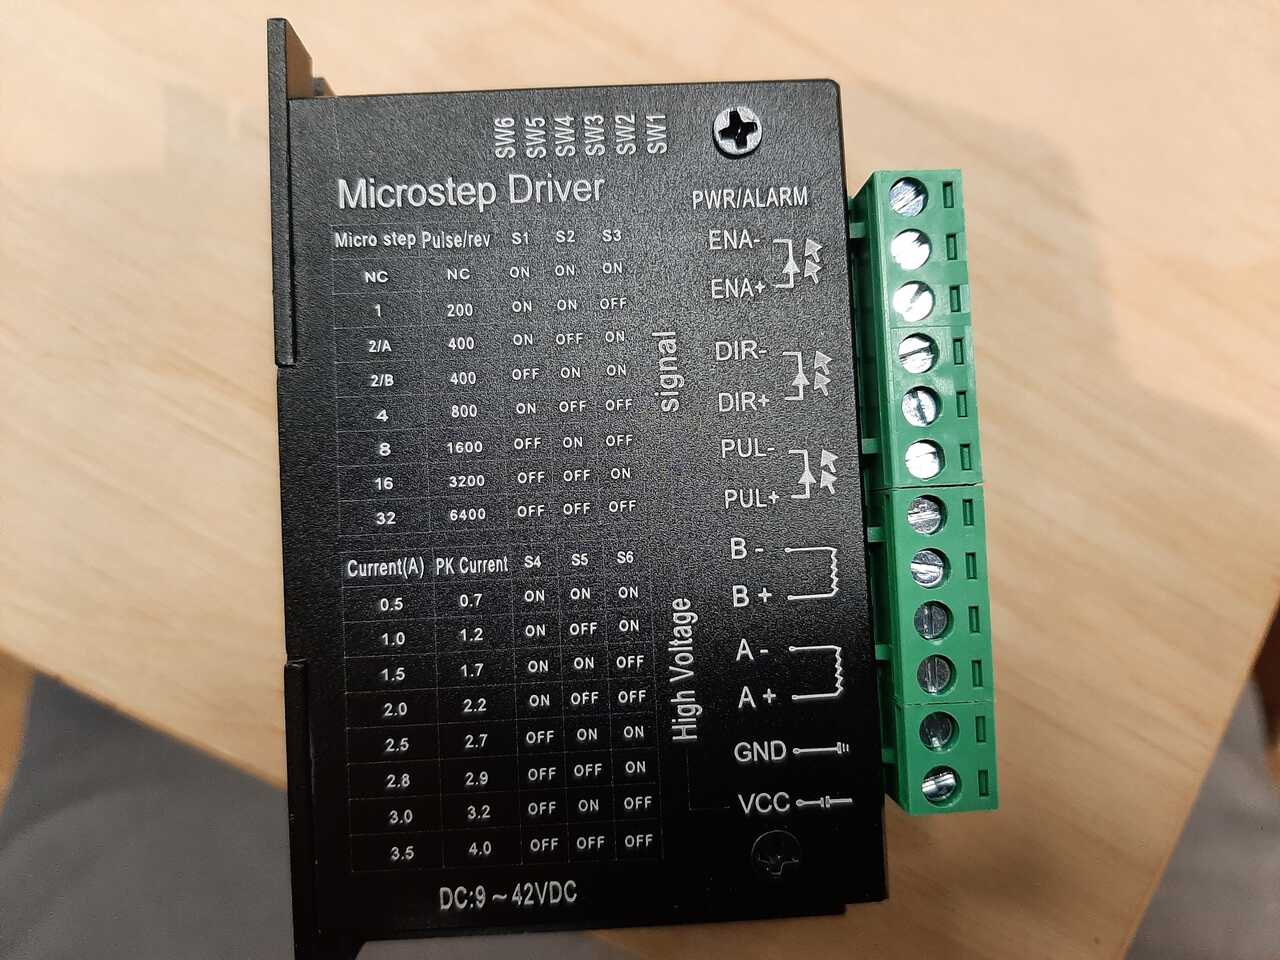 SW6 SW5 SW4 SW3 SW2 SW1
Microstep Driver
Micro step Pulse/rev S1 S2 S3
NC NC ON ON ON
1 200 ON ON OFF
2/A 400 ON OFF ON
2/B 400 OFF ON ON
4 800 ON OFF OFF
8 1600 OFF ON OFF
16 3200 OFF OFF ON
32 6400 OFF OFF OFF
Current(A) PK Current S4 S5 S6
0.5 0.7 ON ON ON
1.0 1.2 ON OFF ON
1.5 1.7 ON ON OFF
2.0 2.2 ON OFF OFF
2.5 2.7 OFF ON ON
2.8 2.9 OFF OFF ON
3.0 3.2 OFF ON OFF
3.5 4.0 OFF OFF OFF
DC:9~42VDC
signal
High Voltage
PWR/ALARM
ENA-
ENA+
DIR-
DIR+
PUL-
PUL+
B -
B +
A -
A +
GND
VCC